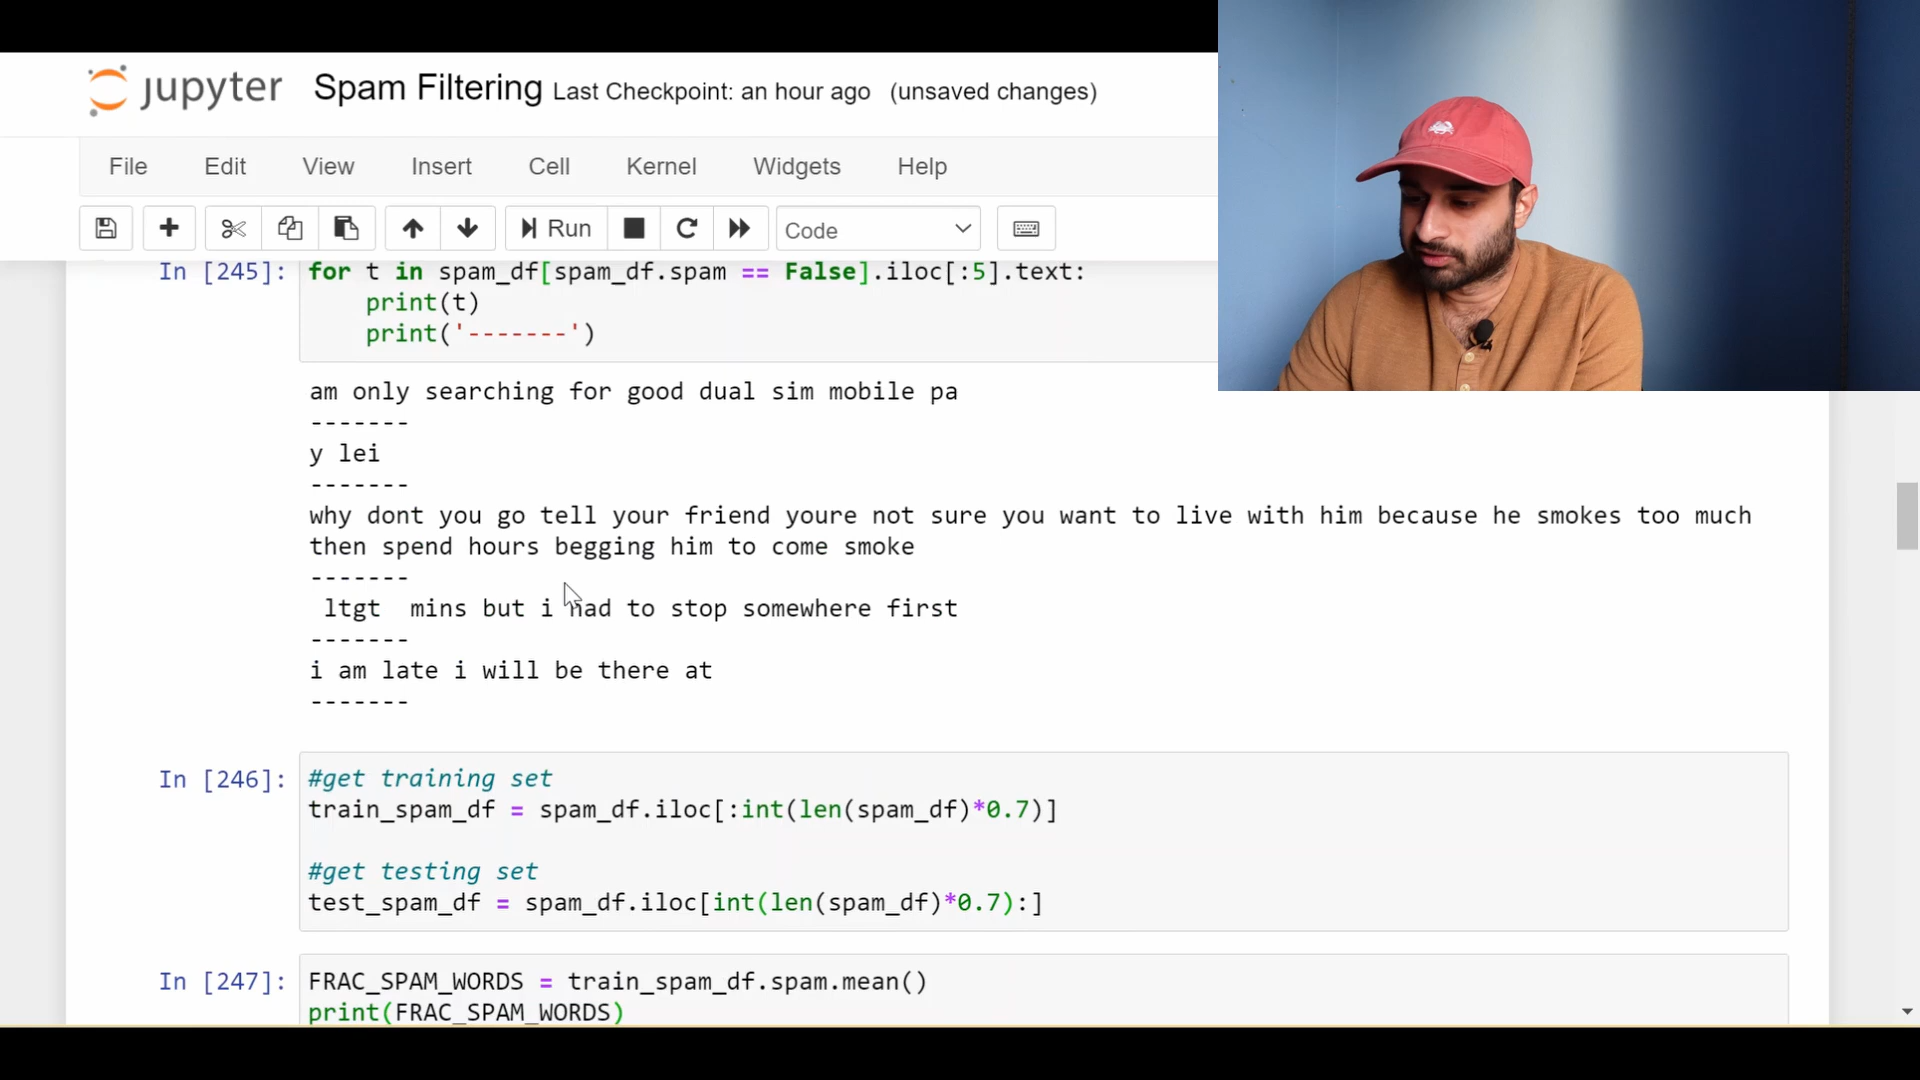 jupyter Spam Filtering Last Checkpoint: an hour ago (unsaved changes)
File Edit View Insert Cell Kernel Widgets Help
Run Code
In [245]: for t in spam_df[spam_df.spam == False].iloc[:5].text:
print(t)
print('-------')
am only searching for good dual sim mobile pa
-------
y lei
-------
why dont you go tell your friend youre not sure you want to live with him because he smokes too much
then spend hours begging him to come smoke
-------
ltgt  mins but i had to stop somewhere first
-------
i am late i will be there at
-------
In [246]: #get training set
train_spam_df = spam_df.iloc[:int(len(spam_df)*0.7)]
#get testing set
test_spam_df = spam_df.iloc[int(len(spam_df)*0.7):]
In [247]: FRAC_SPAM_WORDS = train_spam_df.spam.mean()
print(FRAC_SPAM_WORDS)